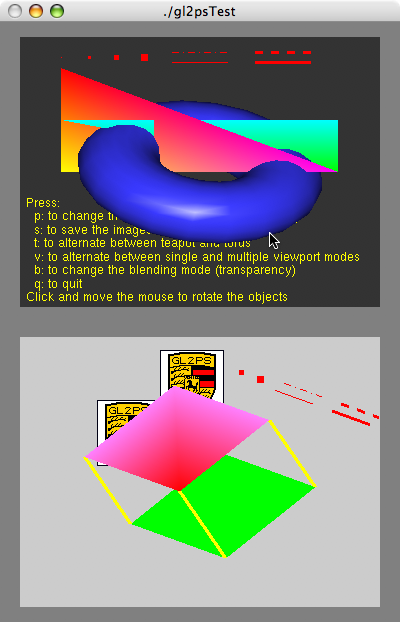 ./gl2psTest
Press:
p: to change th
s: to save the image
t: to alternate between teapot and torus
v: to alternate between single and multiple viewport modes
b: to change the blending mode (transparency)
q: to quit
Click and move the mouse to rotate the objects
GL2PS
GL2PS